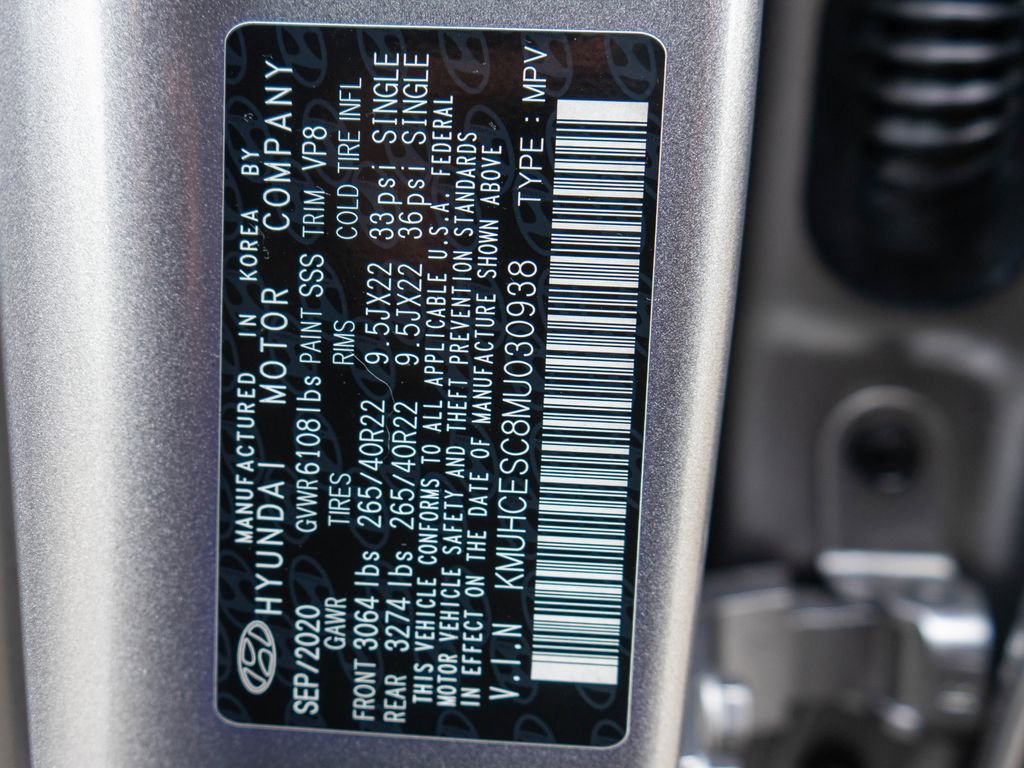 MANUFACTURED IN KOREA BY
HYUNDAI MOTOR COMPANY
SEP/2020 GVWR6108lbs PAINT SSS TRIM VP8
GAWR TIRES RIMS COLD TIRE INFL
FRONT 3064 lbs 265/40R22 9.5JX22 33psi SINGLE
REAR 3274 lbs 265/40R22 9.5JX22 36psi SINGLE
THIS VEHICLE CONFORMS TO ALL APPLICABLE U.S.A. FEDERAL
MOTOR VEHICLE SAFETY AND THEFT PREVENTION STANDARDS
IN EFFECT ON THE DATE OF MANUFACTURE SHOWN ABOVE.
V.I.N KMUHCESC8MU030938 TYPE : MPV